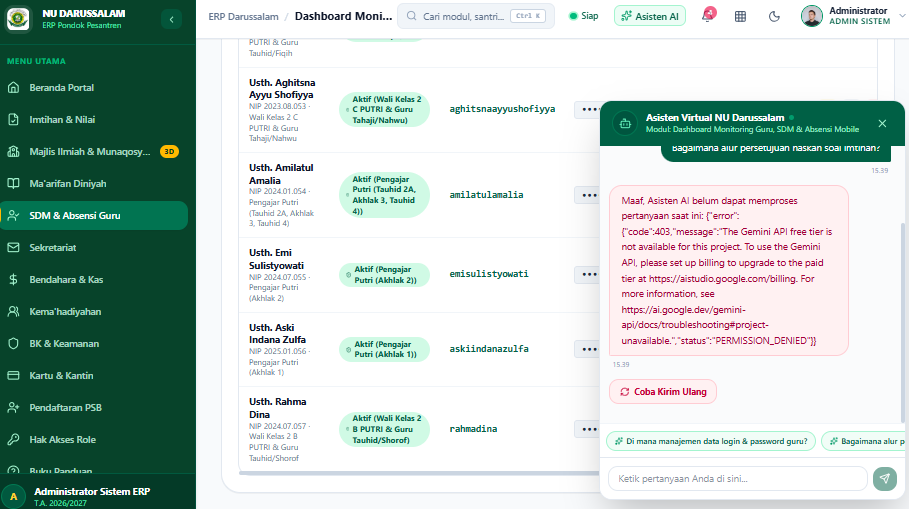 NU DARUSSALAM
ERP Pondok Pesantren
ERP Darussalam / Dashboard Moni...
Cari modul, santri... Ctrl K
Siap
Asisten AI
Administrator
ADMIN SISTEM
MENU UTAMA
Beranda Portal
Imtihan & Nilai
Majlis Ilmiah & Munaqosy... 3D
Ma'arifan Diniyah
SDM & Absensi Guru
Sekretariat
Bendahara & Kas
Kema'hadiyahan
BK & Keamanan
Kartu & Kantin
Pendaftaran PSB
Hak Akses Role
Buku Panduan
A
Administrator Sistem ERP
T.A. 2026/2027
PUTRI & Guru
Tauhid/Fiqih
Usth. Aghitsna
Ayyu Shofiyya
NIP 2023.08.053 ·
Wali Kelas 2
C PUTRI &
Guru
Tahaji/Nahwu
Aktif (Wali Kelas 2
C PUTRI & Guru
Tahaji/Nahwu)
aghitsnaayyushofiyya
Usth. Amilatul
Amalia
NIP 2024.01.054 ·
Pengajar Putri
(Tauhid 2A,
Akhlak 3,
Tauhid 4)
Aktif (Pengajar
Putri (Tauhid 2A,
Akhlak 3, Tauhid
4))
amilatulamalia
Usth. Emi
Sulistyowati
NIP 2024.07.055 ·
Pengajar Putri
(Akhlak 2)
Aktif (Pengajar
Putri (Akhlak 2))
emisulistyowati
Usth. Aski
Indana Zulfa
NIP 2025.01.056 ·
Pengajar Putri
(Akhlak 1)
Aktif (Pengajar
Putri (Akhlak 1))
askiindanazulfa
Usth. Rahma
Dina
NIP 2024.07.057 ·
Wali Kelas 2 B
PUTRI & Guru
Tauhid/Shorof
Aktif (Wali Kelas 2
B PUTRI & Guru
Tauhid/Shorof)
rahmadina
Asisten Virtual NU Darussalam
Modul: Dashboard Monitoring Guru, SDM & Absensi Mobile
Bagaimana alur persetujuan naskah soal imtihan?
15.39
Maaf, Asisten AI belum dapat memproses
pertanyaan saat ini: {"error":
{"code":403,"message":"The Gemini API free tier is
not available for this project. To use the Gemini
API, please set up billing to upgrade to the paid
tier at https://aistudio.google.com/billing. For
more information, see
https://ai.google.dev/gemini-
api/docs/troubleshooting#project-
unavailable.","status":"PERMISSION_DENIED"}}
15.39
Coba Kirim Ulang
Di mana manajemen data login & password guru?
Bagaimana alur p
Ketik pertanyaan Anda di sini...